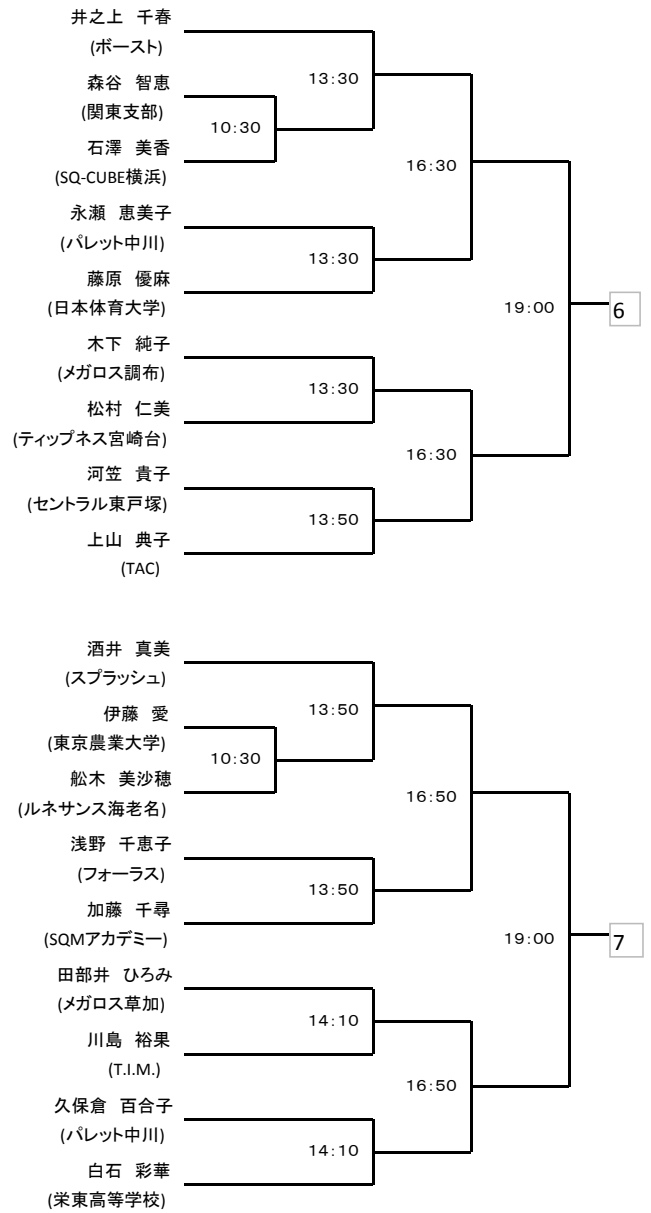 井之上　千春
(ボースト)
13:30
森谷　智恵
(関東支部)
10:30
石澤　美香
(SQ-CUBE横浜)
16:30
永瀬　恵美子
(パレット中川)
13:30
藤原　優麻
(日本体育大学)
19:00
6
木下　純子
(メガロス調布)
13:30
松村　仁美
(ティップネス宮崎台)
16:30
河笠　貴子
(セントラル東戸塚)
13:50
上山　典子
(TAC)
酒井　真美
(スプラッシュ)
13:50
伊藤　愛
(東京農業大学)
10:30
舩木　美沙穂
(ルネサンス海老名)
16:50
浅野　千恵子
(フォーラス)
13:50
加藤　千尋
(SQMアカデミー)
19:00
7
田部井　ひろみ
(メガロス草加)
14:10
川島　裕果
(T.I.M.)
16:50
久保倉　百合子
(パレット中川)
14:10
白石　彩華
(栄東高等学校)